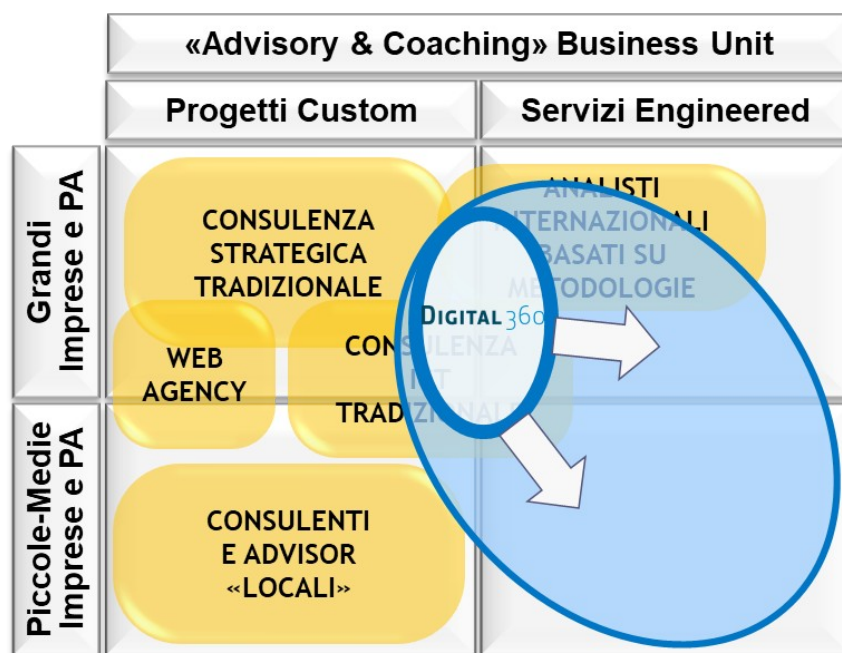 «Advisory & Coaching» Business Unit
Progetti Custom
Servizi Engineered
Grandi
Imprese e PA
Piccole-Medie
Imprese e PA
CONSULENZA
STRATEGICA
TRADIZIONALE
ANALISTI
INTERNAZIONALI
BASATI SU
METODOLOGIE
DIGITAL360
WEB
AGENCY
CONSULENZA
ICT
TRADIZIONALE
CONSULENTI
E ADVISOR
«LOCALI»